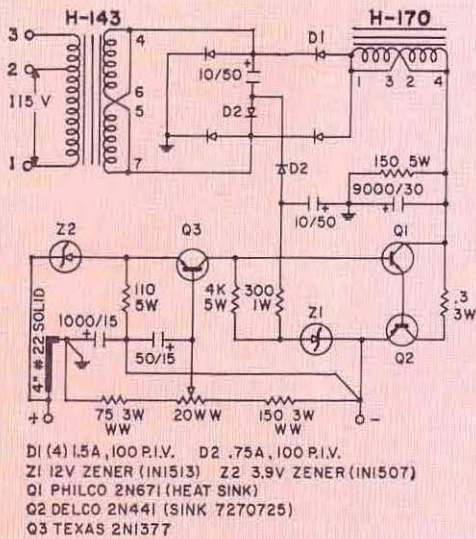 H-143
H-170
3
2
115 V
1
4
6
5
7
10/50
+
D2
D1
1
3
2
4
D2
10/50
+
150 5W
9000/30
+
Z2
Q3
Q1
4" # 22 SOLID
110
5W
4K
5W
300
1W
.3
3W
1000/15
+
50/15
+
Z1
Q2
+
75 3W
WW
20WW
150 3W
WW
-
D1 (4) 1.5A, 100 P.I.V. D2 .75A, 100 P.I.V.
Z1 12V ZENER (IN1513) Z2 3.9V ZENER (IN1507)
Q1 PHILCO 2N671 (HEAT SINK)
Q2 DELCO 2N441 (SINK 7270725)
Q3 TEXAS 2N1377